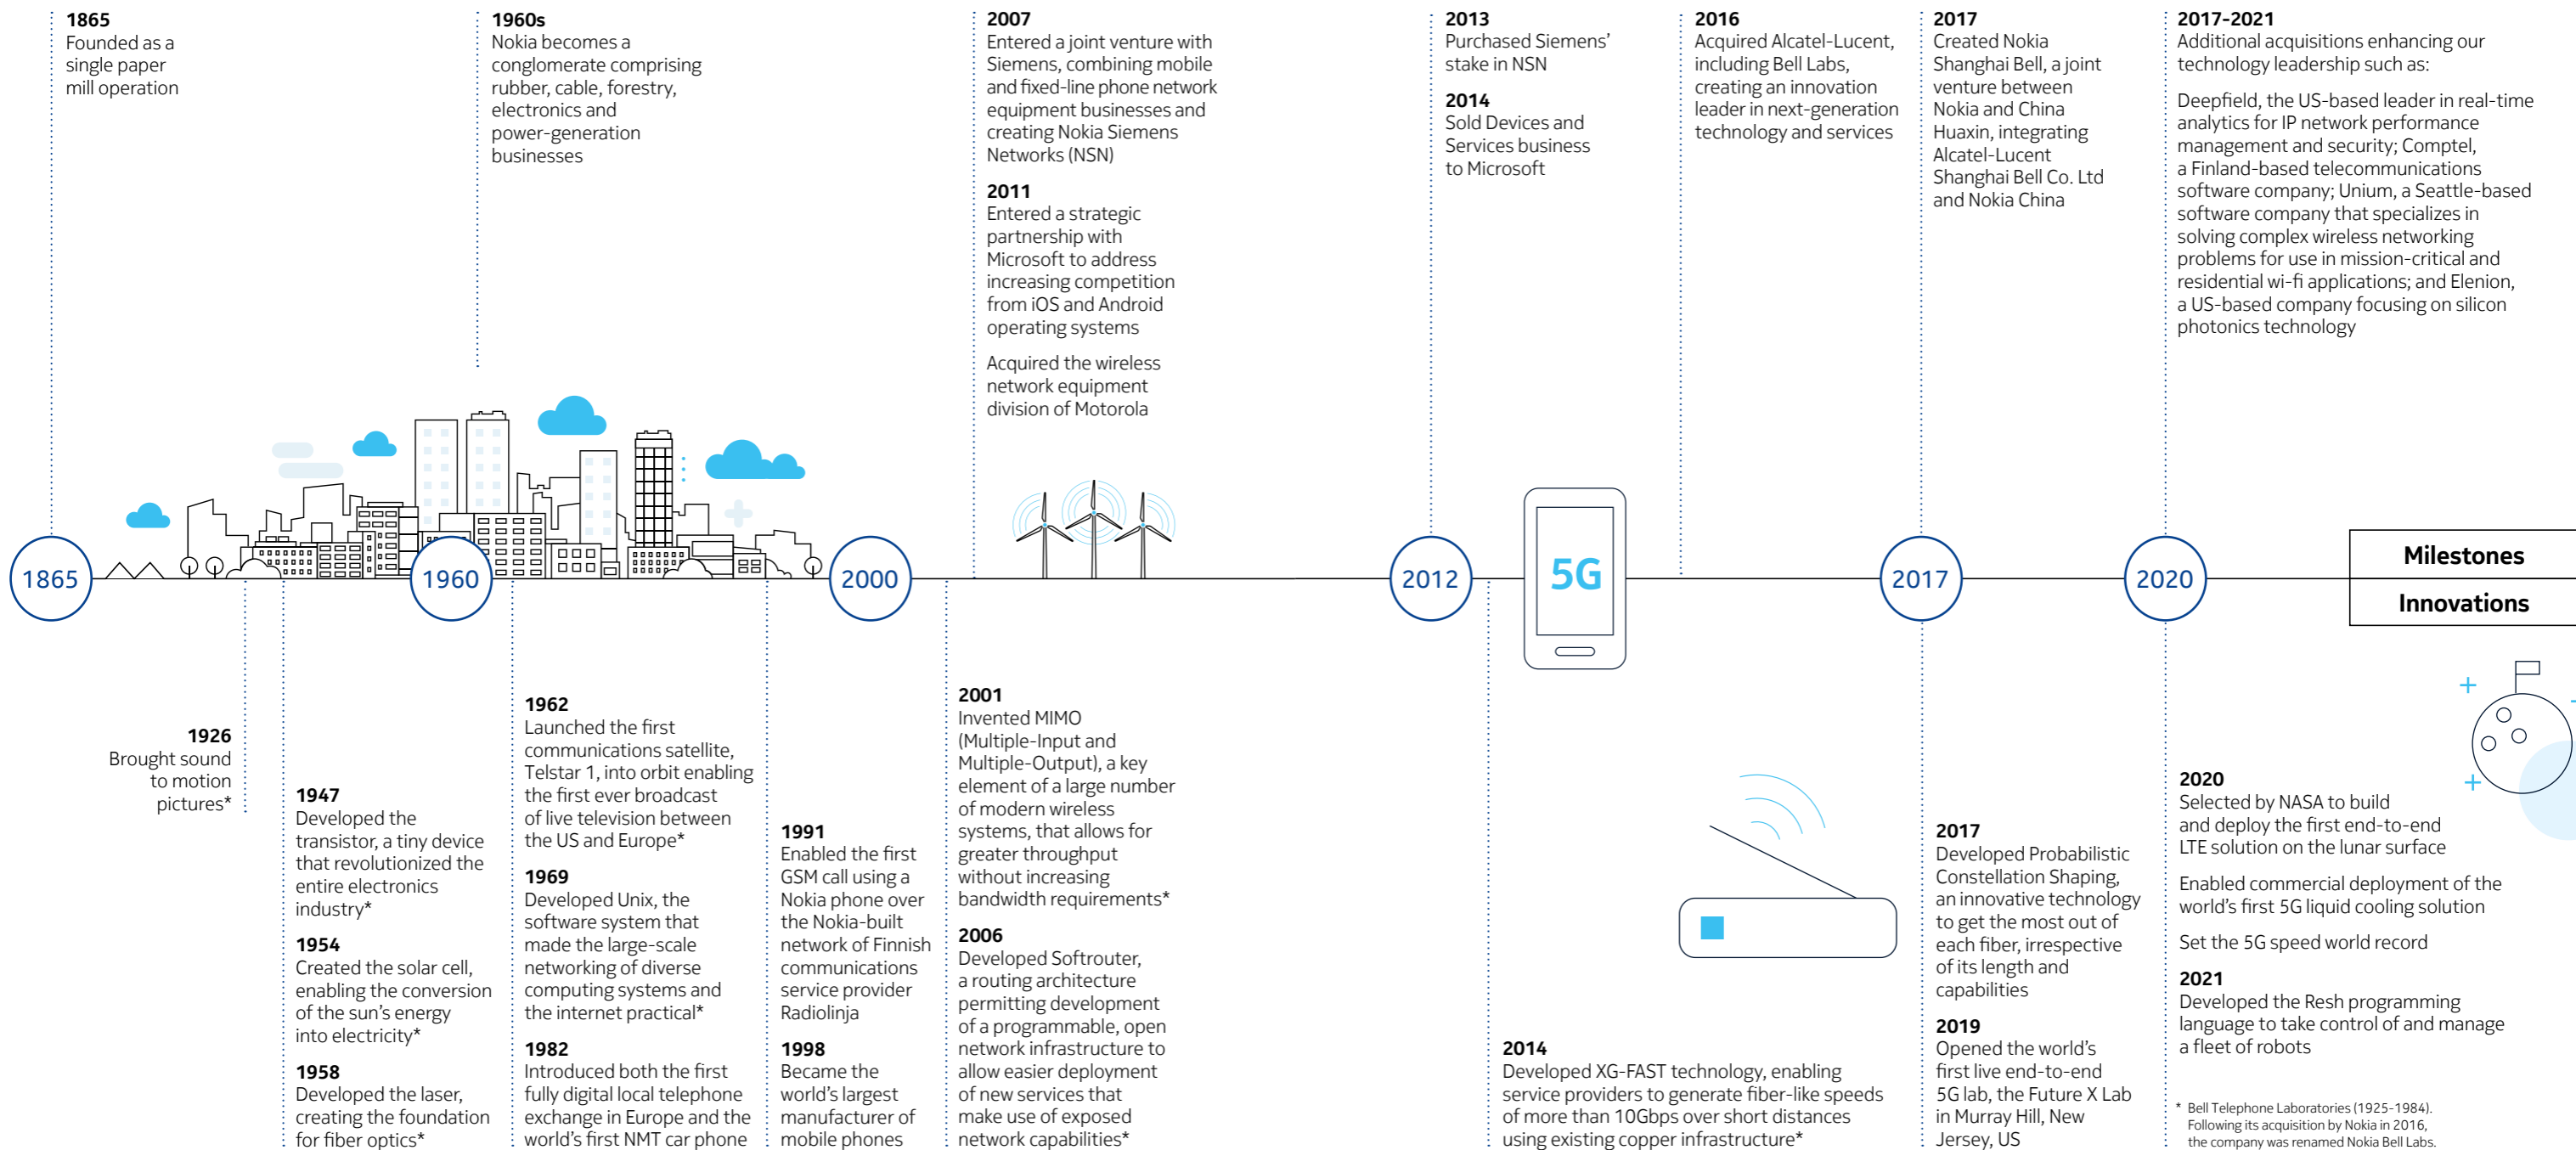 1865
Founded as a
single paper
mill operation
1960s
Nokia becomes a
conglomerate comprising
rubber, cable, forestry,
electronics and
power-generation
businesses
2007
Entered a joint venture with
Siemens, combining mobile
and fixed-line phone network
equipment businesses and
creating Nokia Siemens
Networks (NSN)
2011
Entered a strategic
partnership with
Microsoft to address
increasing competition
from iOS and Android
operating systems
Acquired the wireless
network equipment
division of Motorola
2013
Purchased Siemens’
stake in NSN
2014
Sold Devices and
Services business
to Microsoft
2016
Acquired Alcatel-Lucent,
including Bell Labs,
creating an innovation
leader in next-generation
technology and services
2017
Created Nokia
Shanghai Bell, a joint
venture between
Nokia and China
Huaxin, integrating
Alcatel-Lucent
Shanghai Bell Co. Ltd
and Nokia China
2017-2021
Additional acquisitions enhancing our
technology leadership such as:
Deepfield, the US-based leader in real-time
analytics for IP network performance
management and security; Comptel,
a Finland-based telecommunications
software company; Unium, a Seattle-based
software company that specializes in
solving complex wireless networking
problems for use in mission-critical and
residential wi-fi applications; and Elenion,
a US-based company focusing on silicon
photonics technology
1865
1960
2000
2012
5G
2017
2020
Milestones
Innovations
1926
Brought sound
to motion
pictures*
1947
Developed the
transistor, a tiny device
that revolutionized the
entire electronics
industry*
1954
Created the solar cell,
enabling the conversion
of the sun’s energy
into electricity*
1958
Developed the laser,
creating the foundation
for fiber optics*
1962
Launched the first
communications satellite,
Telstar 1, into orbit enabling
the first ever broadcast
of live television between
the US and Europe*
1969
Developed Unix, the
software system that
made the large-scale
networking of diverse
computing systems and
the internet practical*
1982
Introduced both the first
fully digital local telephone
exchange in Europe and the
world’s first NMT car phone
1991
Enabled the first
GSM call using a
Nokia phone over
the Nokia-built
network of Finnish
communications
service provider
Radiolinja
1998
Became the
world’s largest
manufacturer of
mobile phones
2001
Invented MIMO
(Multiple-Input and
Multiple-Output), a key
element of a large number
of modern wireless
systems, that allows for
greater throughput
without increasing
bandwidth requirements*
2006
Developed Softrouter,
a routing architecture
permitting development
of a programmable, open
network infrastructure to
allow easier deployment
of new services that
make use of exposed
network capabilities*
2014
Developed XG-FAST technology, enabling
service providers to generate fiber-like speeds
of more than 10Gbps over short distances
using existing copper infrastructure*
2017
Developed Probabilistic
Constellation Shaping,
an innovative technology
to get the most out of
each fiber, irrespective
of its length and
capabilities
2019
Opened the world’s
first live end-to-end
5G lab, the Future X Lab
in Murray Hill, New
Jersey, US
2020
Selected by NASA to build
and deploy the first end-to-end
LTE solution on the lunar surface
Enabled commercial deployment of the
world’s first 5G liquid cooling solution
Set the 5G speed world record
2021
Developed the Resh programming
language to take control of and manage
a fleet of robots
* Bell Telephone Laboratories (1925-1984).
Following its acquisition by Nokia in 2016,
the company was renamed Nokia Bell Labs.